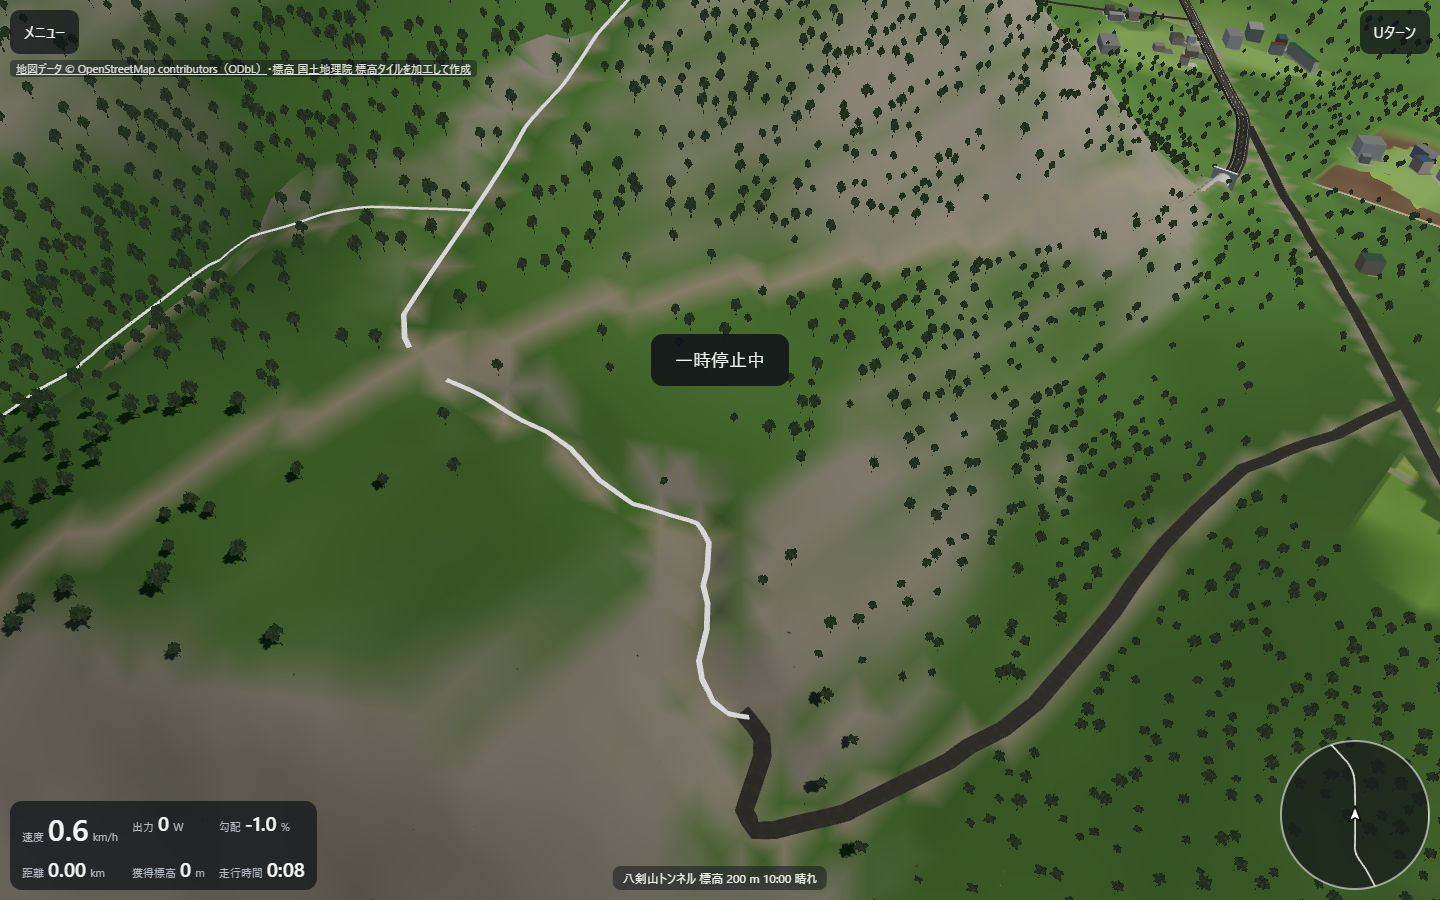 メニュー
Uターン
地図データ © OpenStreetMap contributors（ODbL）・標高 国土地理院 標高タイルを加工して作成
一時停止中
速度 0.6 km/h 出力 0 W 勾配 -1.0 %
距離 0.00 km 獲得標高 0 m 走行時間 0:08
八剣山トンネル 標高 200 m 10:00 晴れ